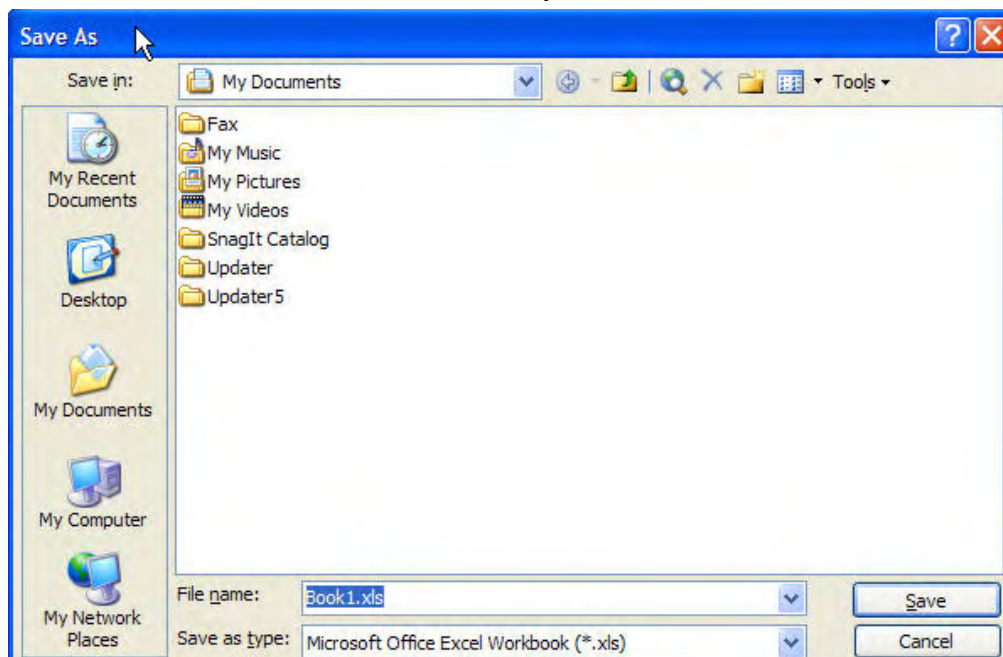 Save As
Save in: My Documents Tools
Fax
My Music
My Pictures
My Videos
SnagIt Catalog
Updater
Updater5
My Recent
Documents
Desktop
My Documents
My Computer
My Network
Places
File name: Book1.xls Save
Save as type: Microsoft Office Excel Workbook (*.xls) Cancel